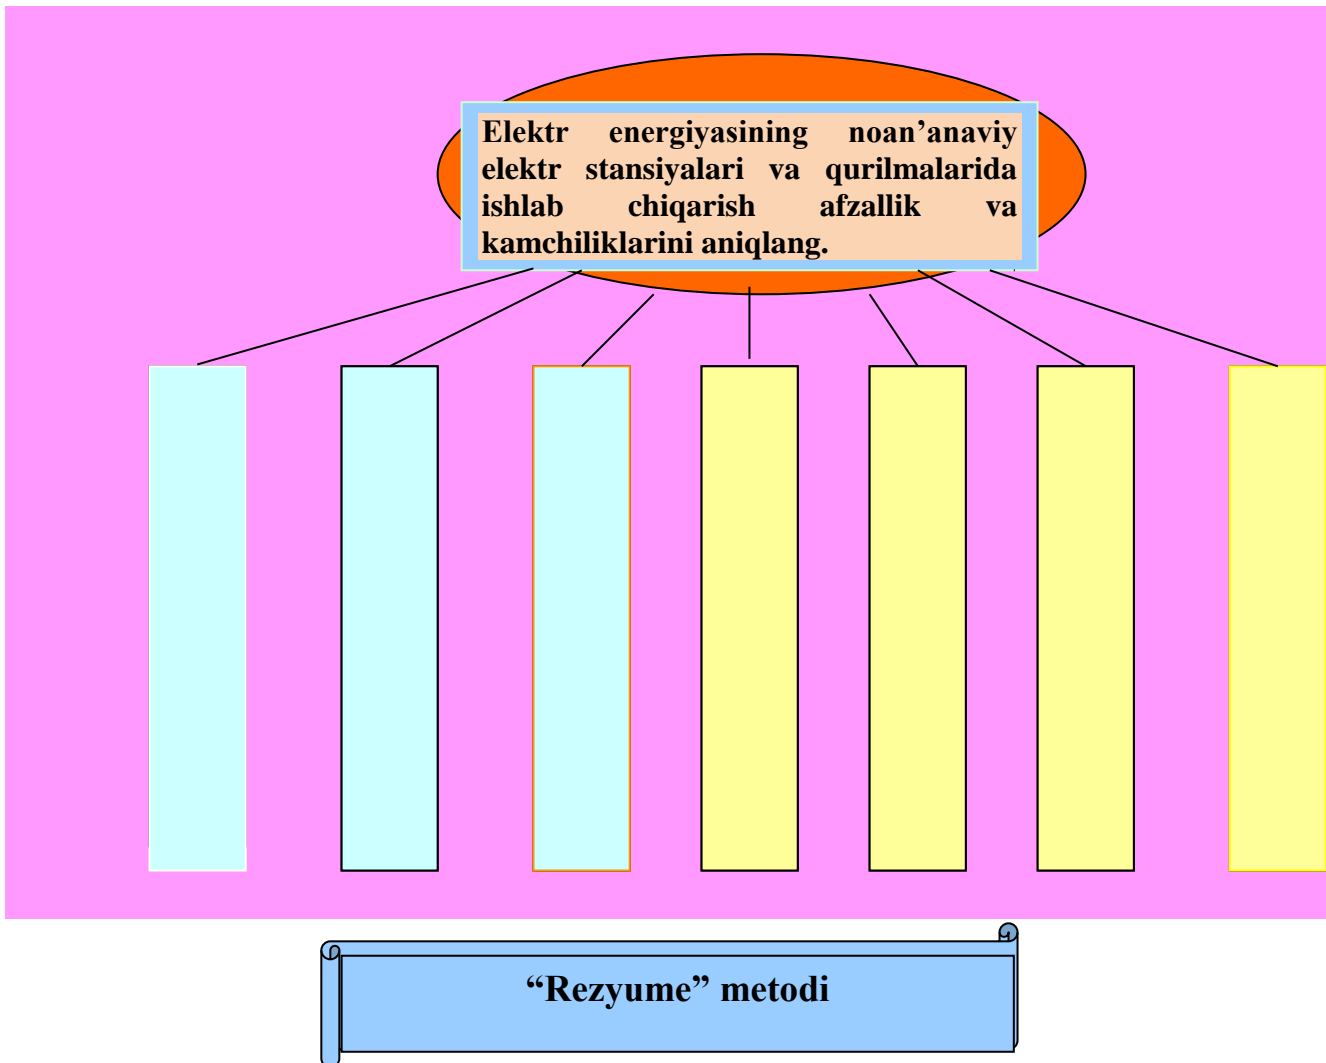 Elektr energiyasining noan’anaviy
elektr stansiyalari va qurilmalarida
ishlab chiqarish afzallik va
kamchiliklarini aniqlang.
“Rezyume” metodi